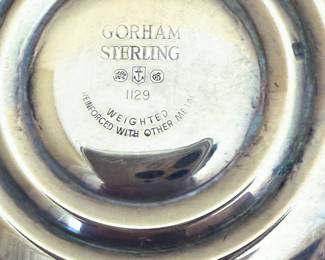 GORHAM
STERLING
1129
WEIGHTED
REINFORCED WITH OTHER METAL